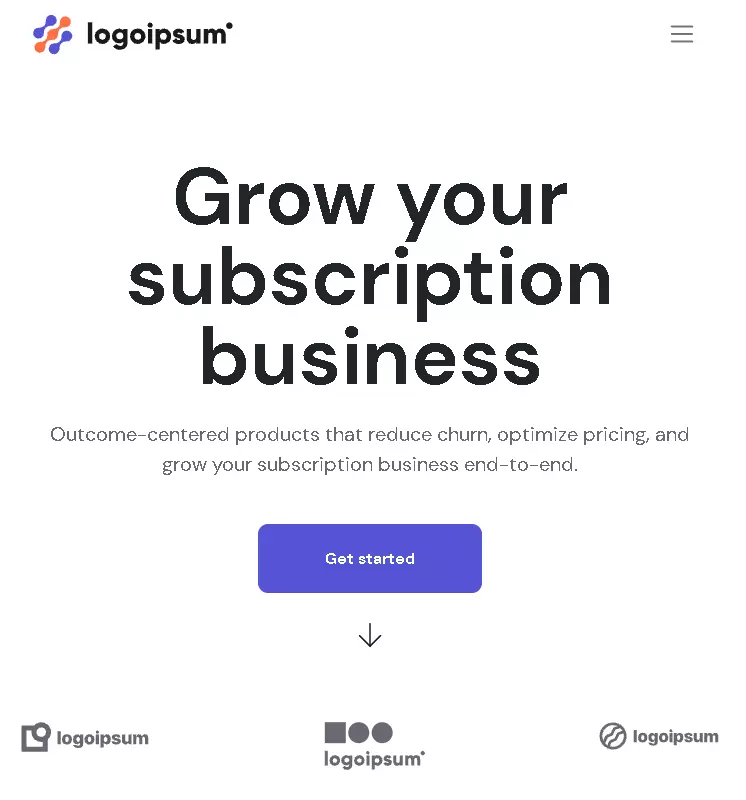 logoipsum
Grow your
subscription
business
Outcome-centered products that reduce churn, optimize pricing, and
grow your subscription business end-to-end.
Get started
logoipsum
logoipsum
logoipsum